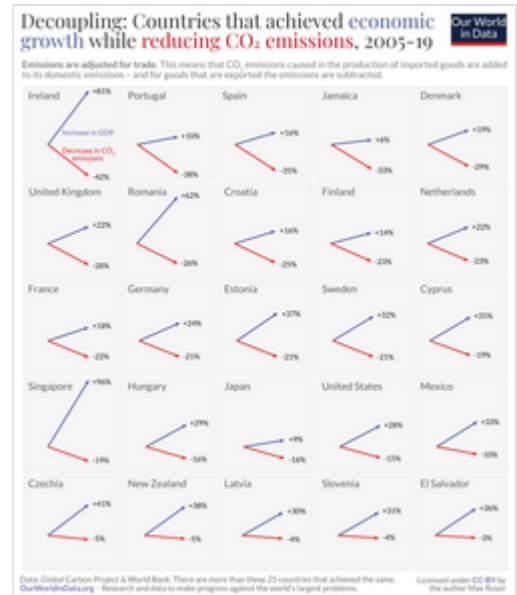 Decoupling: Countries that achieved economic
growth while reducing CO₂ emissions, 2005-19
Our World
in Data
Emissions are adjusted for trade. This means that CO₂ emissions caused in the production of imported goods are added
to its domestic emissions – and for goods that are exported the emissions are subtracted.
Ireland
+81%
Increase in GDP
Decrease in CO₂
emissions
-42%
Portugal
+10%
-38%
Spain
+16%
-35%
Jamaica
+6%
-33%
Denmark
+19%
-29%
United Kingdom
+22%
-28%
Romania
+62%
-26%
Croatia
+16%
-25%
Finland
+14%
-23%
Netherlands
+22%
-23%
France
+18%
-22%
Germany
+24%
-21%
Estonia
+37%
-21%
Sweden
+32%
-21%
Cyprus
+31%
-19%
Singapore
+96%
-19%
Hungary
+29%
-16%
Japan
+9%
-16%
United States
+28%
-15%
Mexico
+33%
-10%
Czechia
+41%
-5%
New Zealand
+38%
-5%
Latvia
+30%
-4%
Slovenia
+31%
-4%
El Salvador
+36%
-3%
Data: Global Carbon Project & World Bank. There are more than these 25 countries that achieved the same.
OurWorldInData.org – Research and data to make progress against the world's largest problems.
Licensed under CC-BY by
the author Max Roser